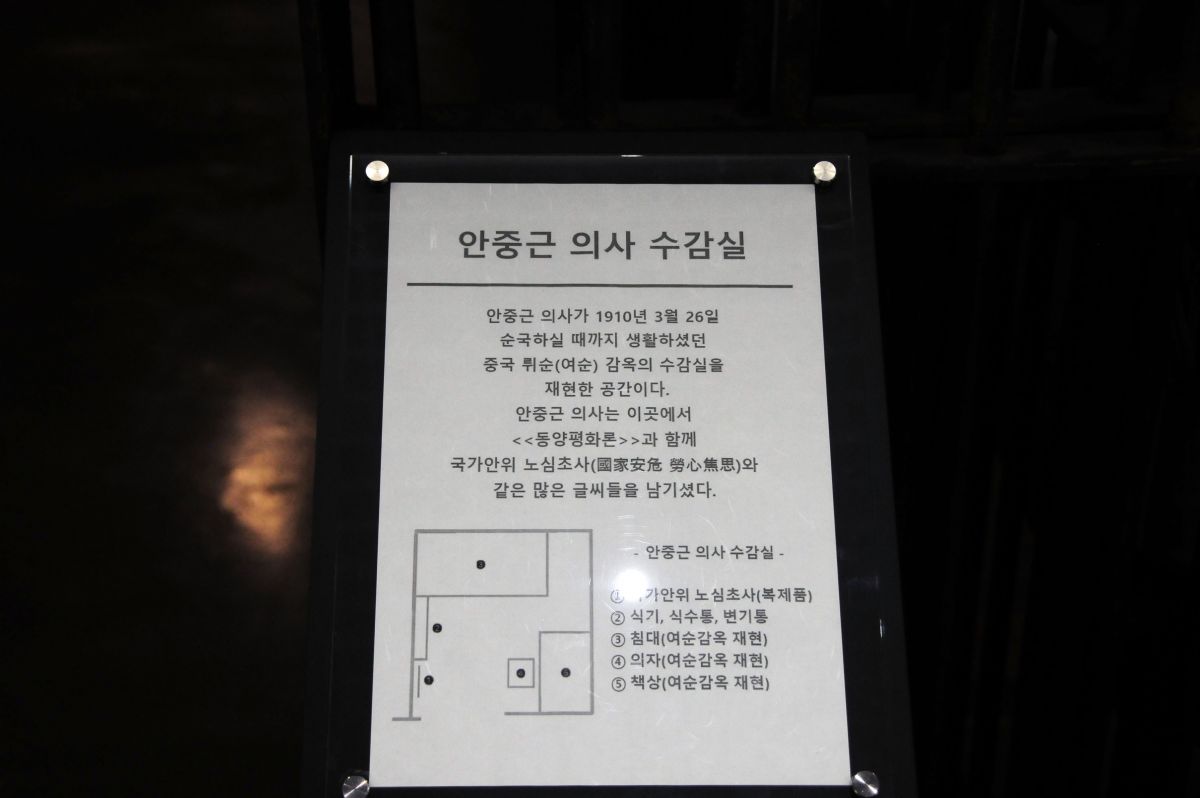 안중근 의사 수감실
안중근 의사가 1910년 3월 26일
순국하실 때까지 생활하셨던
중국 뤼순(여순) 감옥의 수감실을
재현한 공간이다.
안중근 의사는 이곳에서
<<동양평화론>>과 함께
국가안위 노심초사(國家安危 勞心焦思)와
같은 많은 글씨들을 남기셨다.
- 안중근 의사 수감실 -
① 국가안위 노심초사(복제품)
② 식기, 식수통, 변기통
③ 침대(여순감옥 재현)
④ 의자(여순감옥 재현)
⑤ 책상(여순감옥 재현)
❸
❷
❶
❹
❺